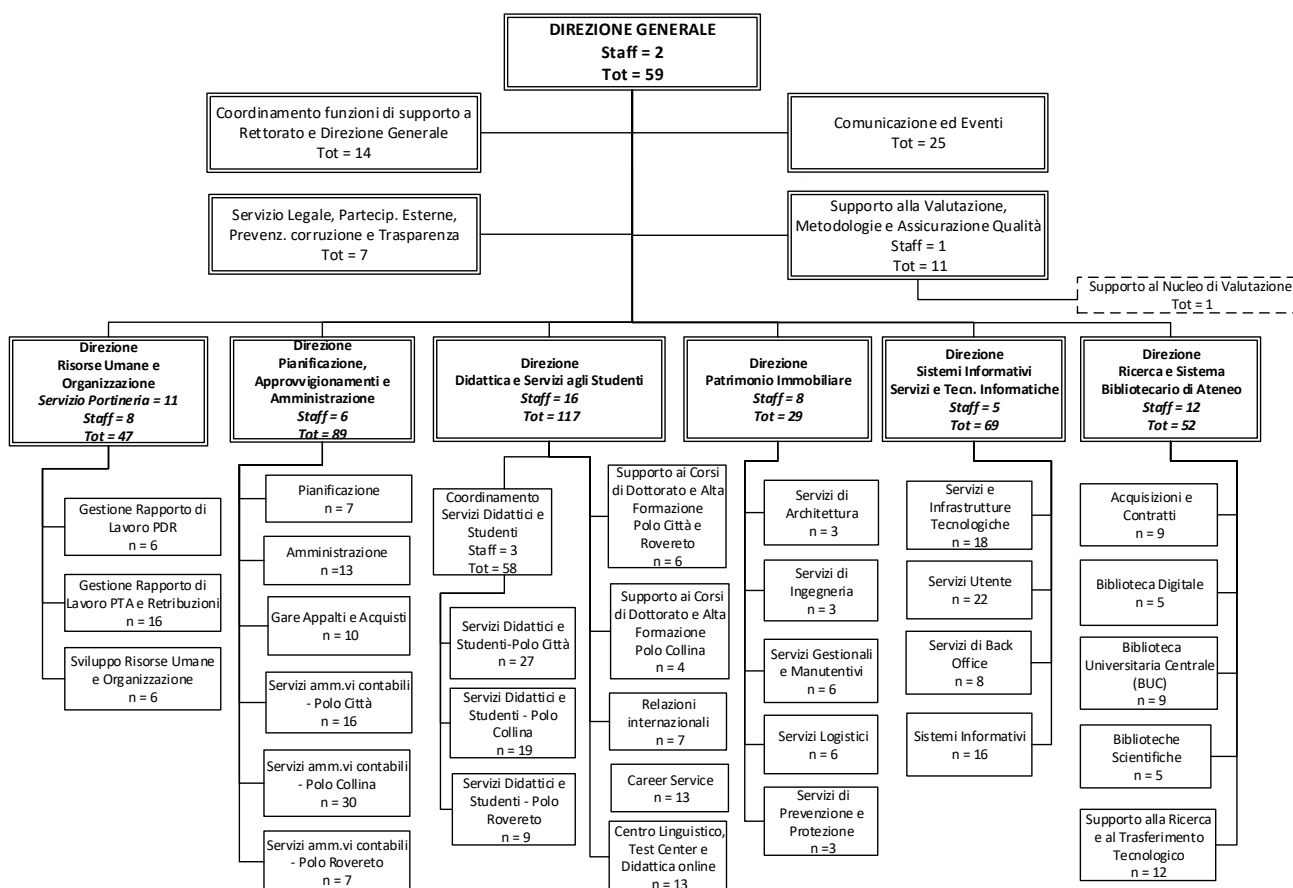 DIREZIONE GENERALE
Staff = 2
Tot = 59
Coordinamento funzioni di supporto a
Rettorato e Direzione Generale
Tot = 14
Comunicazione ed Eventi
Tot = 25
Servizio Legale, Partecip. Esterne,
Prevenz. corruzione e Trasparenza
Tot = 7
Supporto alla Valutazione,
Metodologie e Assicurazione Qualità
Staff = 1
Tot = 11
Supporto al Nucleo di Valutazione
Tot = 1
Direzione
Risorse Umane e
Organizzazione
Servizio Portineria = 11
Staff = 8
Tot = 47
Direzione
Pianificazione,
Approvvigionamenti e
Amministrazione
Staff = 6
Tot = 89
Direzione
Didattica e Servizi agli Studenti
Staff = 16
Tot = 117
Direzione
Patrimonio Immobiliare
Staff = 8
Tot = 29
Direzione
Sistemi Informativi
Servizi e Tecn. Informatiche
Staff = 5
Tot = 69
Direzione
Ricerca e Sistema
Bibliotecario di Ateneo
Staff = 12
Tot = 52
Gestione Rapporto di
Lavoro PDR
n = 6
Gestione Rapporto di
Lavoro PTA e Retribuzioni
n = 16
Sviluppo Risorse Umane
e Organizzazione
n = 6
Pianificazione
n = 7
Amministrazione
n =13
Gare Appalti e Acquisti
n = 10
Servizi amm.vi contabili
- Polo Città
n = 16
Servizi amm.vi contabili
- Polo Collina
n = 30
Servizi amm.vi contabili
- Polo Rovereto
n = 7
Coordinamento
Servizi Didattici e
Studenti
Staff = 3
Tot = 58
Servizi Didattici e
Studenti-Polo Città
n = 27
Servizi Didattici e
Studenti - Polo
Collina
n = 19
Servizi Didattici e
Studenti - Polo
Rovereto
n = 9
Supporto ai Corsi
di Dottorato e Alta
Formazione
Polo Città e
Rovereto
n = 6
Supporto ai Corsi
di Dottorato e Alta
Formazione
Polo Collina
n = 4
Relazioni
internazionali
n = 7
Career Service
n = 13
Centro Linguistico,
Test Center e
Didattica online
n = 13
Servizi di
Architettura
n = 3
Servizi di
Ingegneria
n = 3
Servizi Gestionali
e Manutentivi
n = 6
Servizi Logistici
n = 6
Servizi di
Prevenzione e
Protezione
n =3
Servizi e
Infrastrutture
Tecnologiche
n = 18
Servizi Utente
n = 22
Servizi di Back
Office
n = 8
Sistemi Informativi
n = 16
Acquisizioni e
Contratti
n = 9
Biblioteca Digitale
n = 5
Biblioteca
Universitaria Centrale
(BUC)
n = 9
Biblioteche
Scientifiche
n = 5
Supporto alla Ricerca
e al Trasferimento
Tecnologico
n = 12